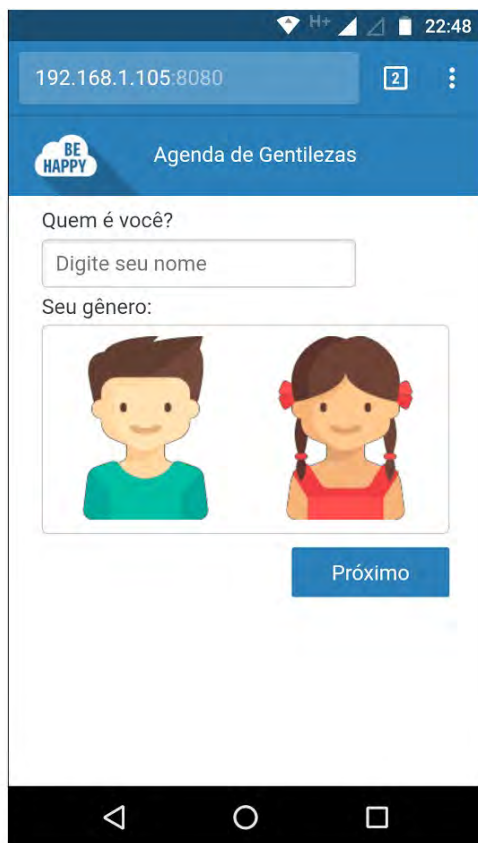 H+ 22:48
192.168.1.105:8080 2
BE
HAPPY
Agenda de Gentilezas
Quem é você?
Digite seu nome
Seu gênero:
Próximo